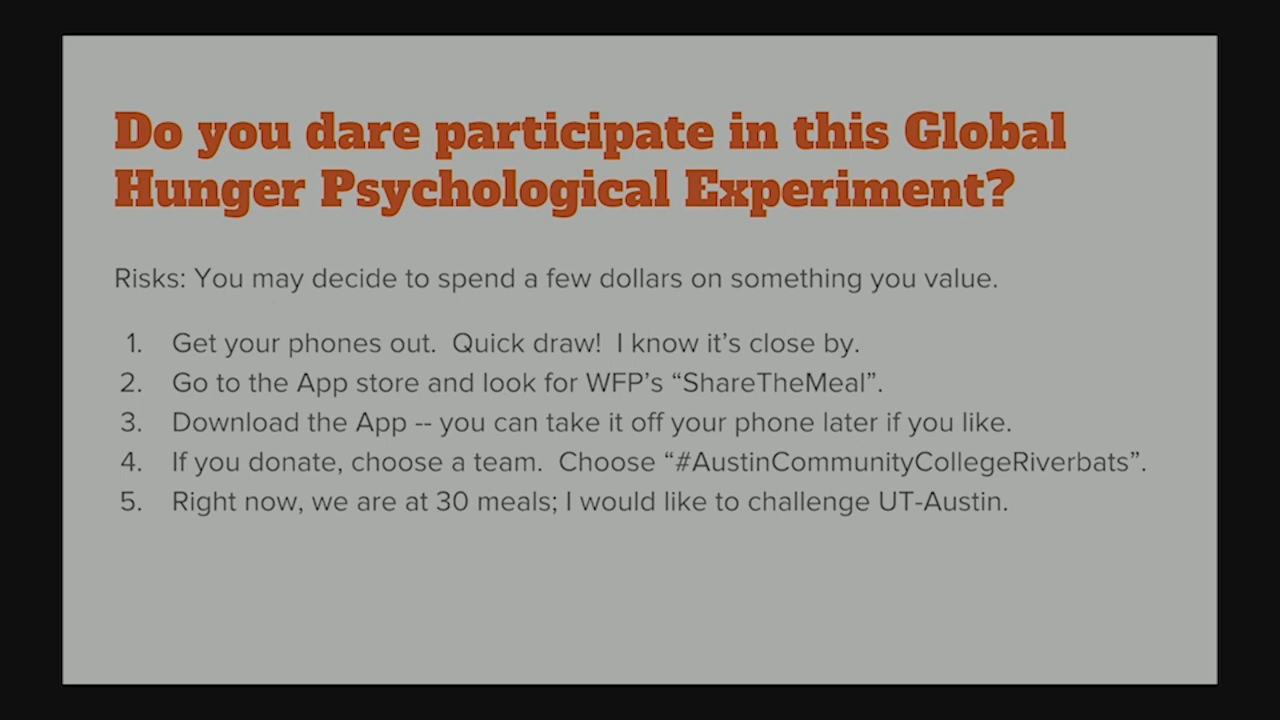 Do you dare participate in this Global
Hunger Psychological Experiment?
Risks: You may decide to spend a few dollars on something you value.
1. Get your phones out.  Quick draw!  I know it’s close by.
2. Go to the App store and look for WFP’s “ShareTheMeal”.
3. Download the App -- you can take it off your phone later if you like.
4. If you donate, choose a team.  Choose “#AustinCommunityCollegeRiverbats”.
5. Right now, we are at 30 meals; I would like to challenge UT-Austin.